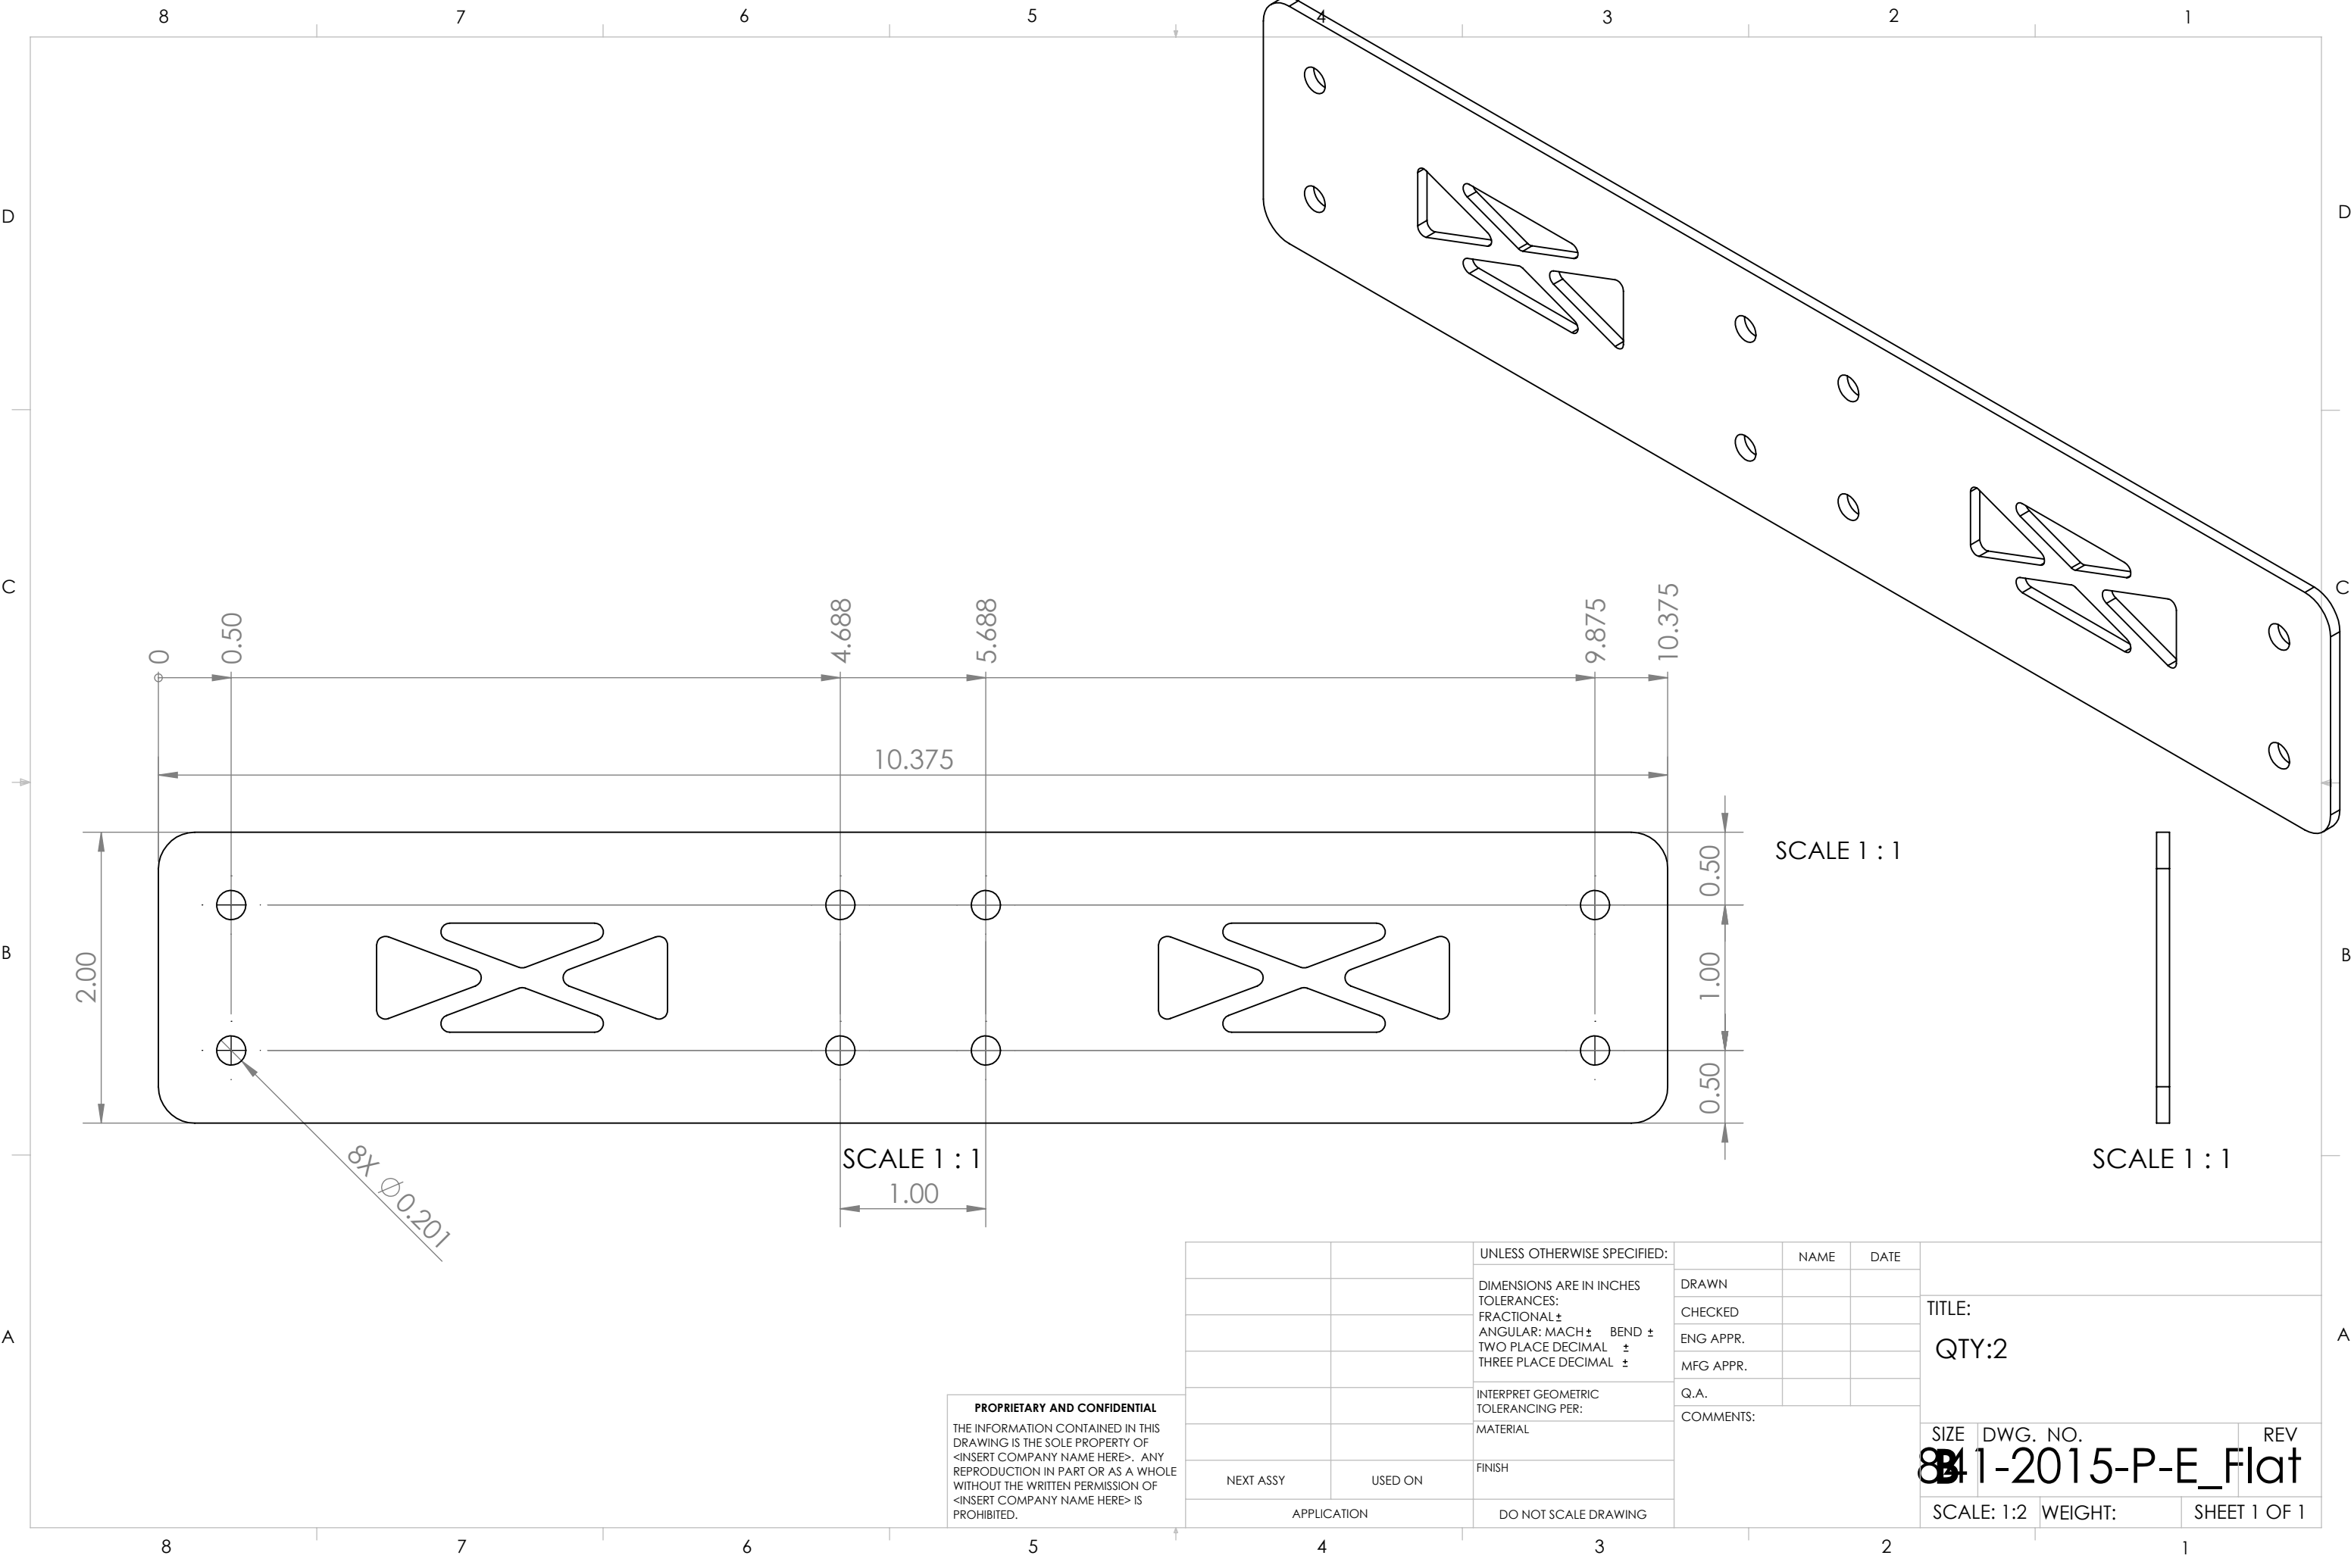 8 7 6 5 4 3 2 1
D D
C C
0 0.50 4.688 5.688 9.875 10.375
10.375
SCALE 1 : 1
0.50
B B
2.00
1.00
0.50
8X Ø0.201
SCALE 1 : 1
1.00
SCALE 1 : 1
A A
PROPRIETARY AND CONFIDENTIAL
THE INFORMATION CONTAINED IN THIS
DRAWING IS THE SOLE PROPERTY OF
<INSERT COMPANY NAME HERE>. ANY
REPRODUCTION IN PART OR AS A WHOLE
WITHOUT THE WRITTEN PERMISSION OF
<INSERT COMPANY NAME HERE> IS
PROHIBITED.
NEXT ASSY USED ON
APPLICATION
UNLESS OTHERWISE SPECIFIED:
DIMENSIONS ARE IN INCHES
TOLERANCES:
FRACTIONAL ±
ANGULAR: MACH ± BEND ±
TWO PLACE DECIMAL ±
THREE PLACE DECIMAL ±
INTERPRET GEOMETRIC
TOLERANCING PER:
MATERIAL
FINISH
DO NOT SCALE DRAWING
NAME DATE
DRAWN
CHECKED
ENG APPR.
MFG APPR.
Q.A.
COMMENTS:
TITLE:
QTY:2
SIZE DWG. NO. REV
B
841-2015-P-E_Flat
SCALE: 1:2 WEIGHT: SHEET 1 OF 1
8 7 6 5 4 3 2 1